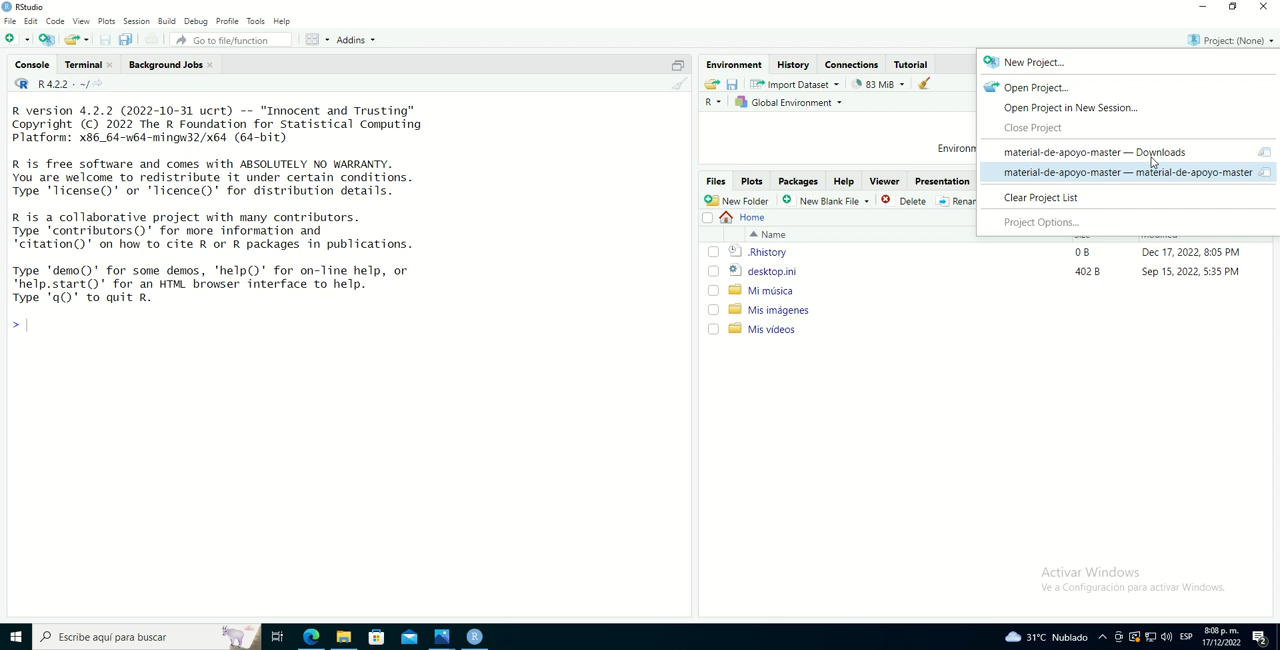 RStudio
File Edit Code View Plots Session Build Debug Profile Tools Help
Go to file/function Addins Project: (None)
Console Terminal Background Jobs
R 4.2.2 · ~/
R version 4.2.2 (2022-10-31 ucrt) -- "Innocent and Trusting"
Copyright (C) 2022 The R Foundation for Statistical Computing
Platform: x86_64-w64-mingw32/x64 (64-bit)
R is free software and comes with ABSOLUTELY NO WARRANTY.
You are welcome to redistribute it under certain conditions.
Type 'license()' or 'licence()' for distribution details.
R is a collaborative project with many contributors.
Type 'contributors()' for more information and
'citation()' on how to cite R or R packages in publications.
Type 'demo()' for some demos, 'help()' for on-line help, or
'help.start()' for an HTML browser interface to help.
Type 'q()' to quit R.
>
Environment History Connections Tutorial
Import Dataset 83 MiB
R Global Environment
Environm
New Project...
Open Project...
Open Project in New Session...
Close Project
material-de-apoyo-master — Downloads
material-de-apoyo-master — material-de-apoyo-master
Clear Project List
Project Options...
Files Plots Packages Help Viewer Presentation
New Folder New Blank File Delete Renam
Home
Name
.Rhistory 0 B Dec 17, 2022, 8:05 PM
desktop.ini 402 B Sep 15, 2022, 5:35 PM
Mi música
Mis imágenes
Mis vídeos
Activar Windows
Ve a Configuración para activar Windows.
Escribe aquí para buscar
31°C Nublado ESP
8:08 p. m.
17/12/2022
2